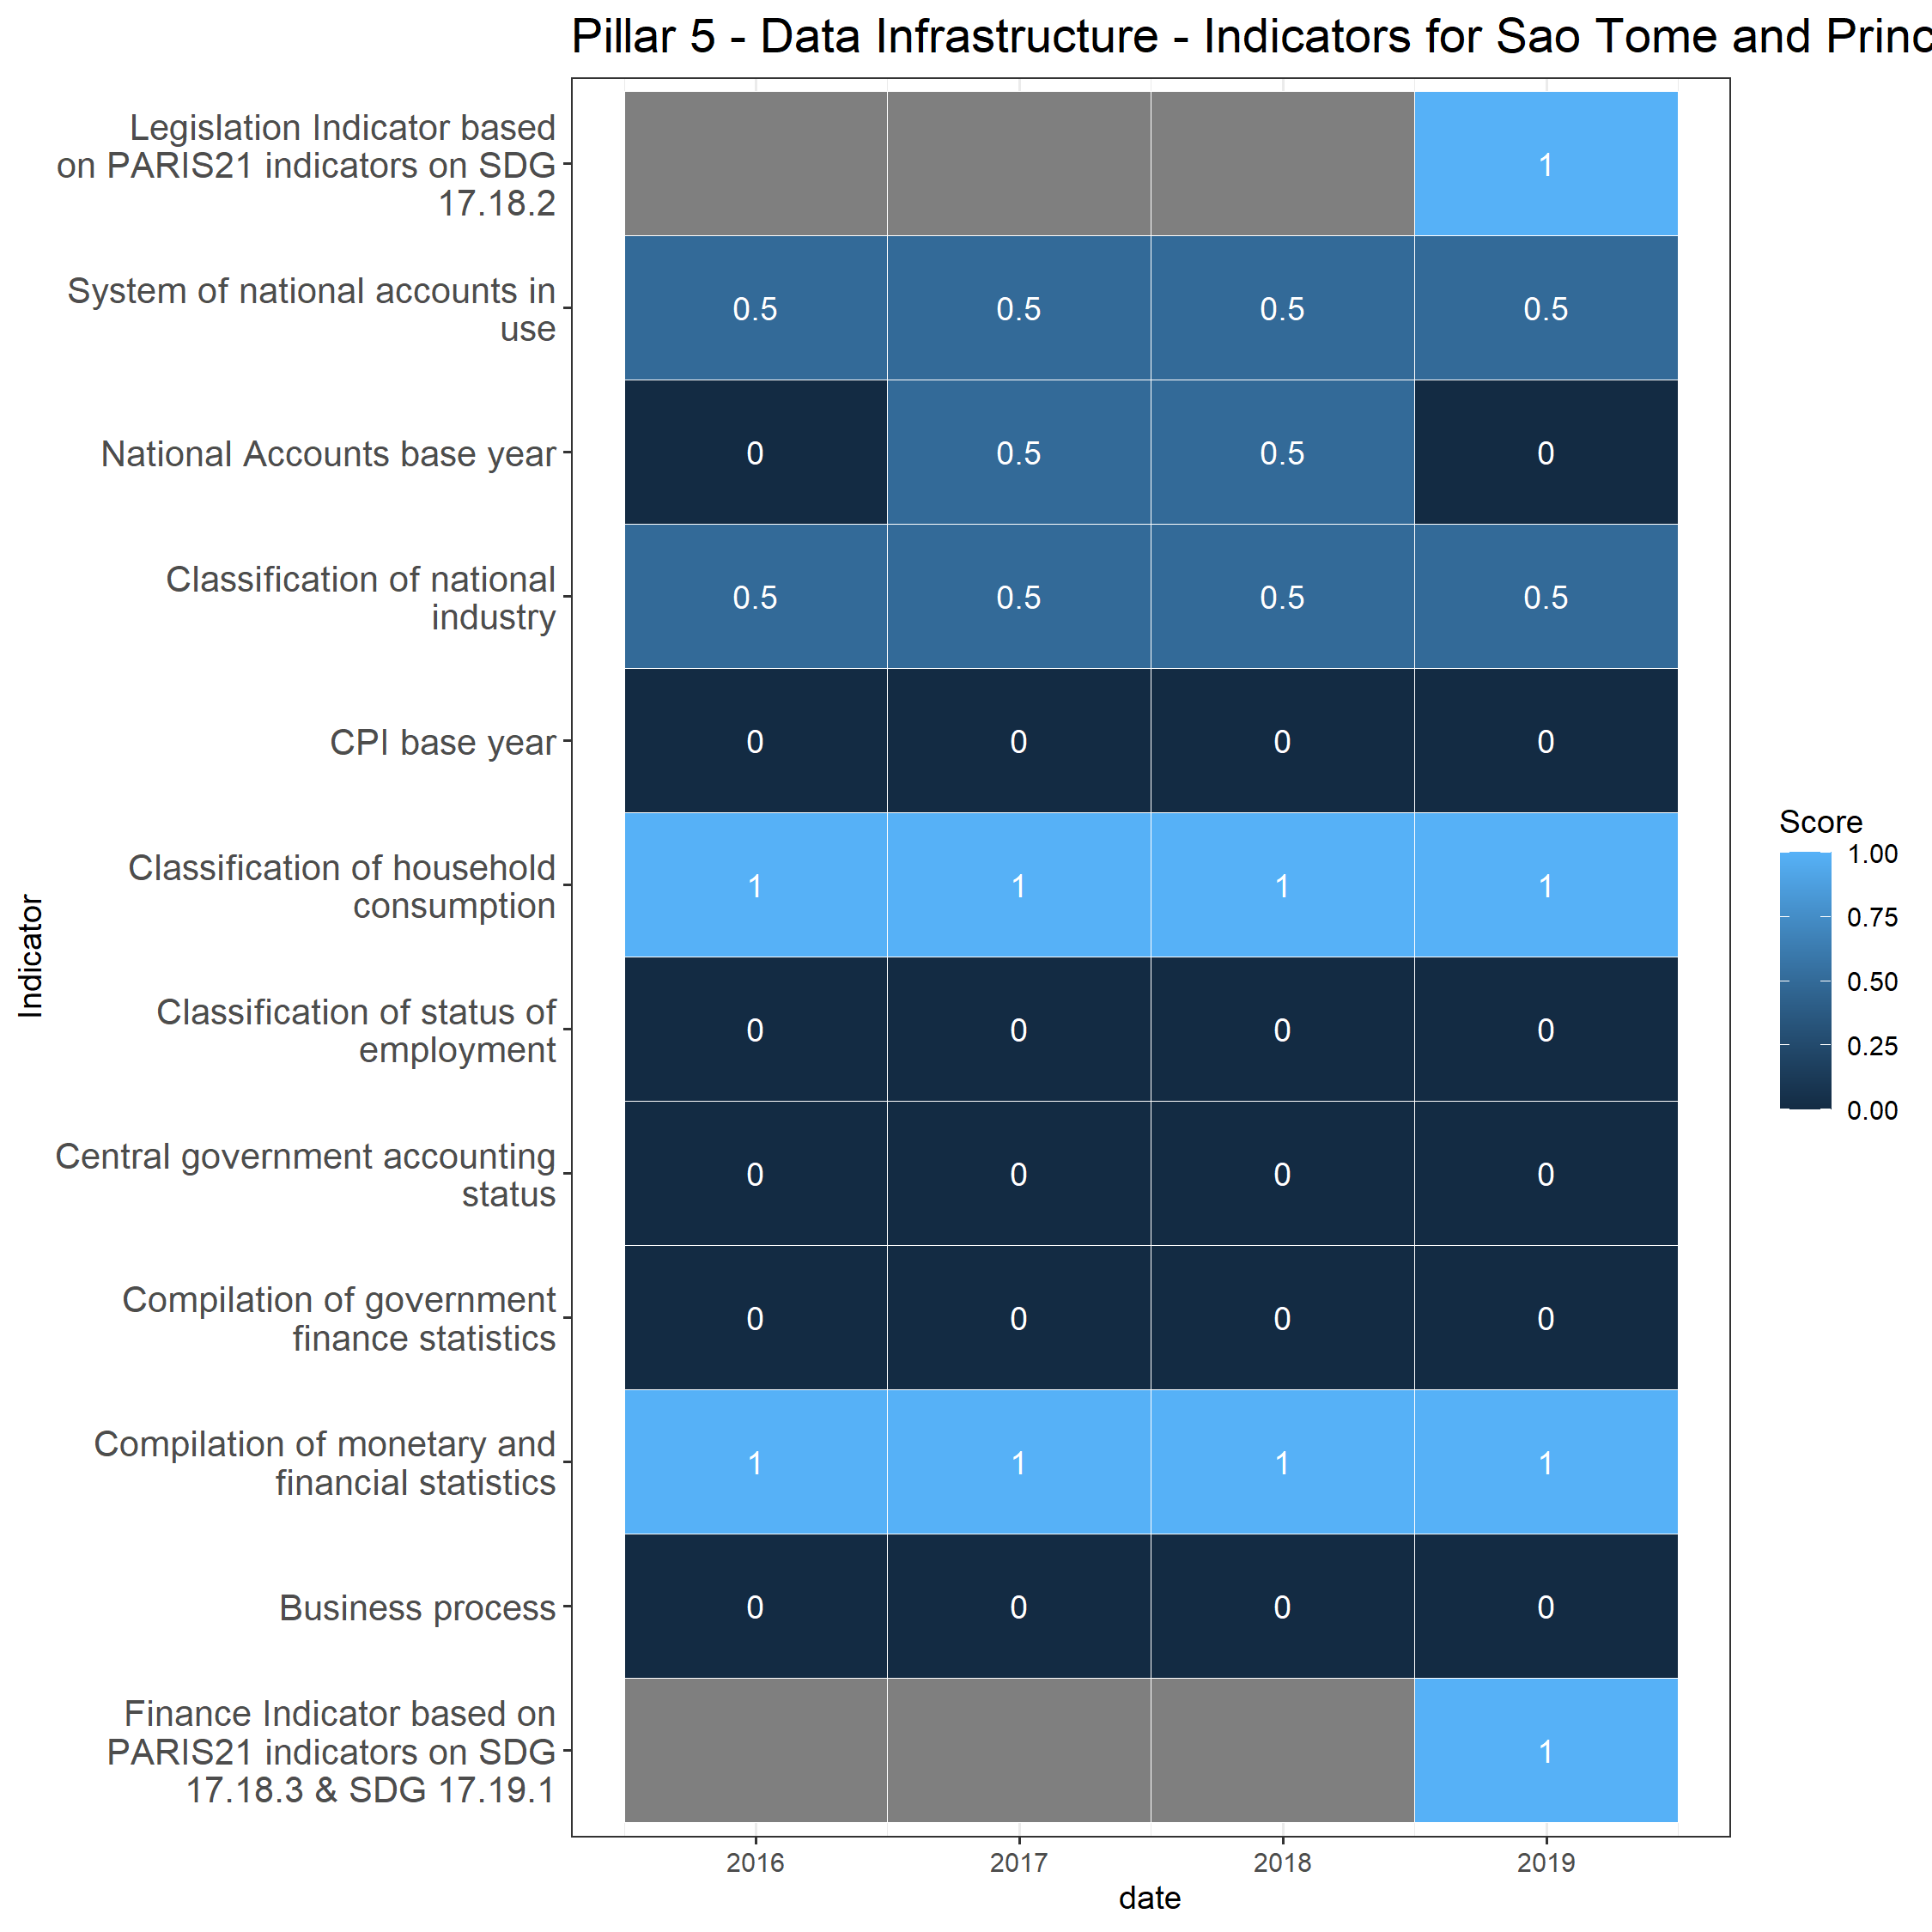 Pillar 5 - Data Infrastructure - Indicators for Sao Tome and Princ
Legislation Indicator based
on PARIS21 indicators on SDG
17.18.2
1
System of national accounts in
use
0.5 0.5 0.5 0.5
National Accounts base year
0 0.5 0.5 0
Classification of national
industry
0.5 0.5 0.5 0.5
CPI base year
0 0 0 0
Classification of household
consumption
1 1 1 1
Classification of status of
employment
0 0 0 0
Central government accounting
status
0 0 0 0
Compilation of government
finance statistics
0 0 0 0
Compilation of monetary and
financial statistics
1 1 1 1
Business process
0 0 0 0
Finance Indicator based on
PARIS21 indicators on SDG
17.18.3 & SDG 17.19.1
1
Indicator
2016 2017 2018 2019
date
Score
1.00
0.75
0.50
0.25
0.00